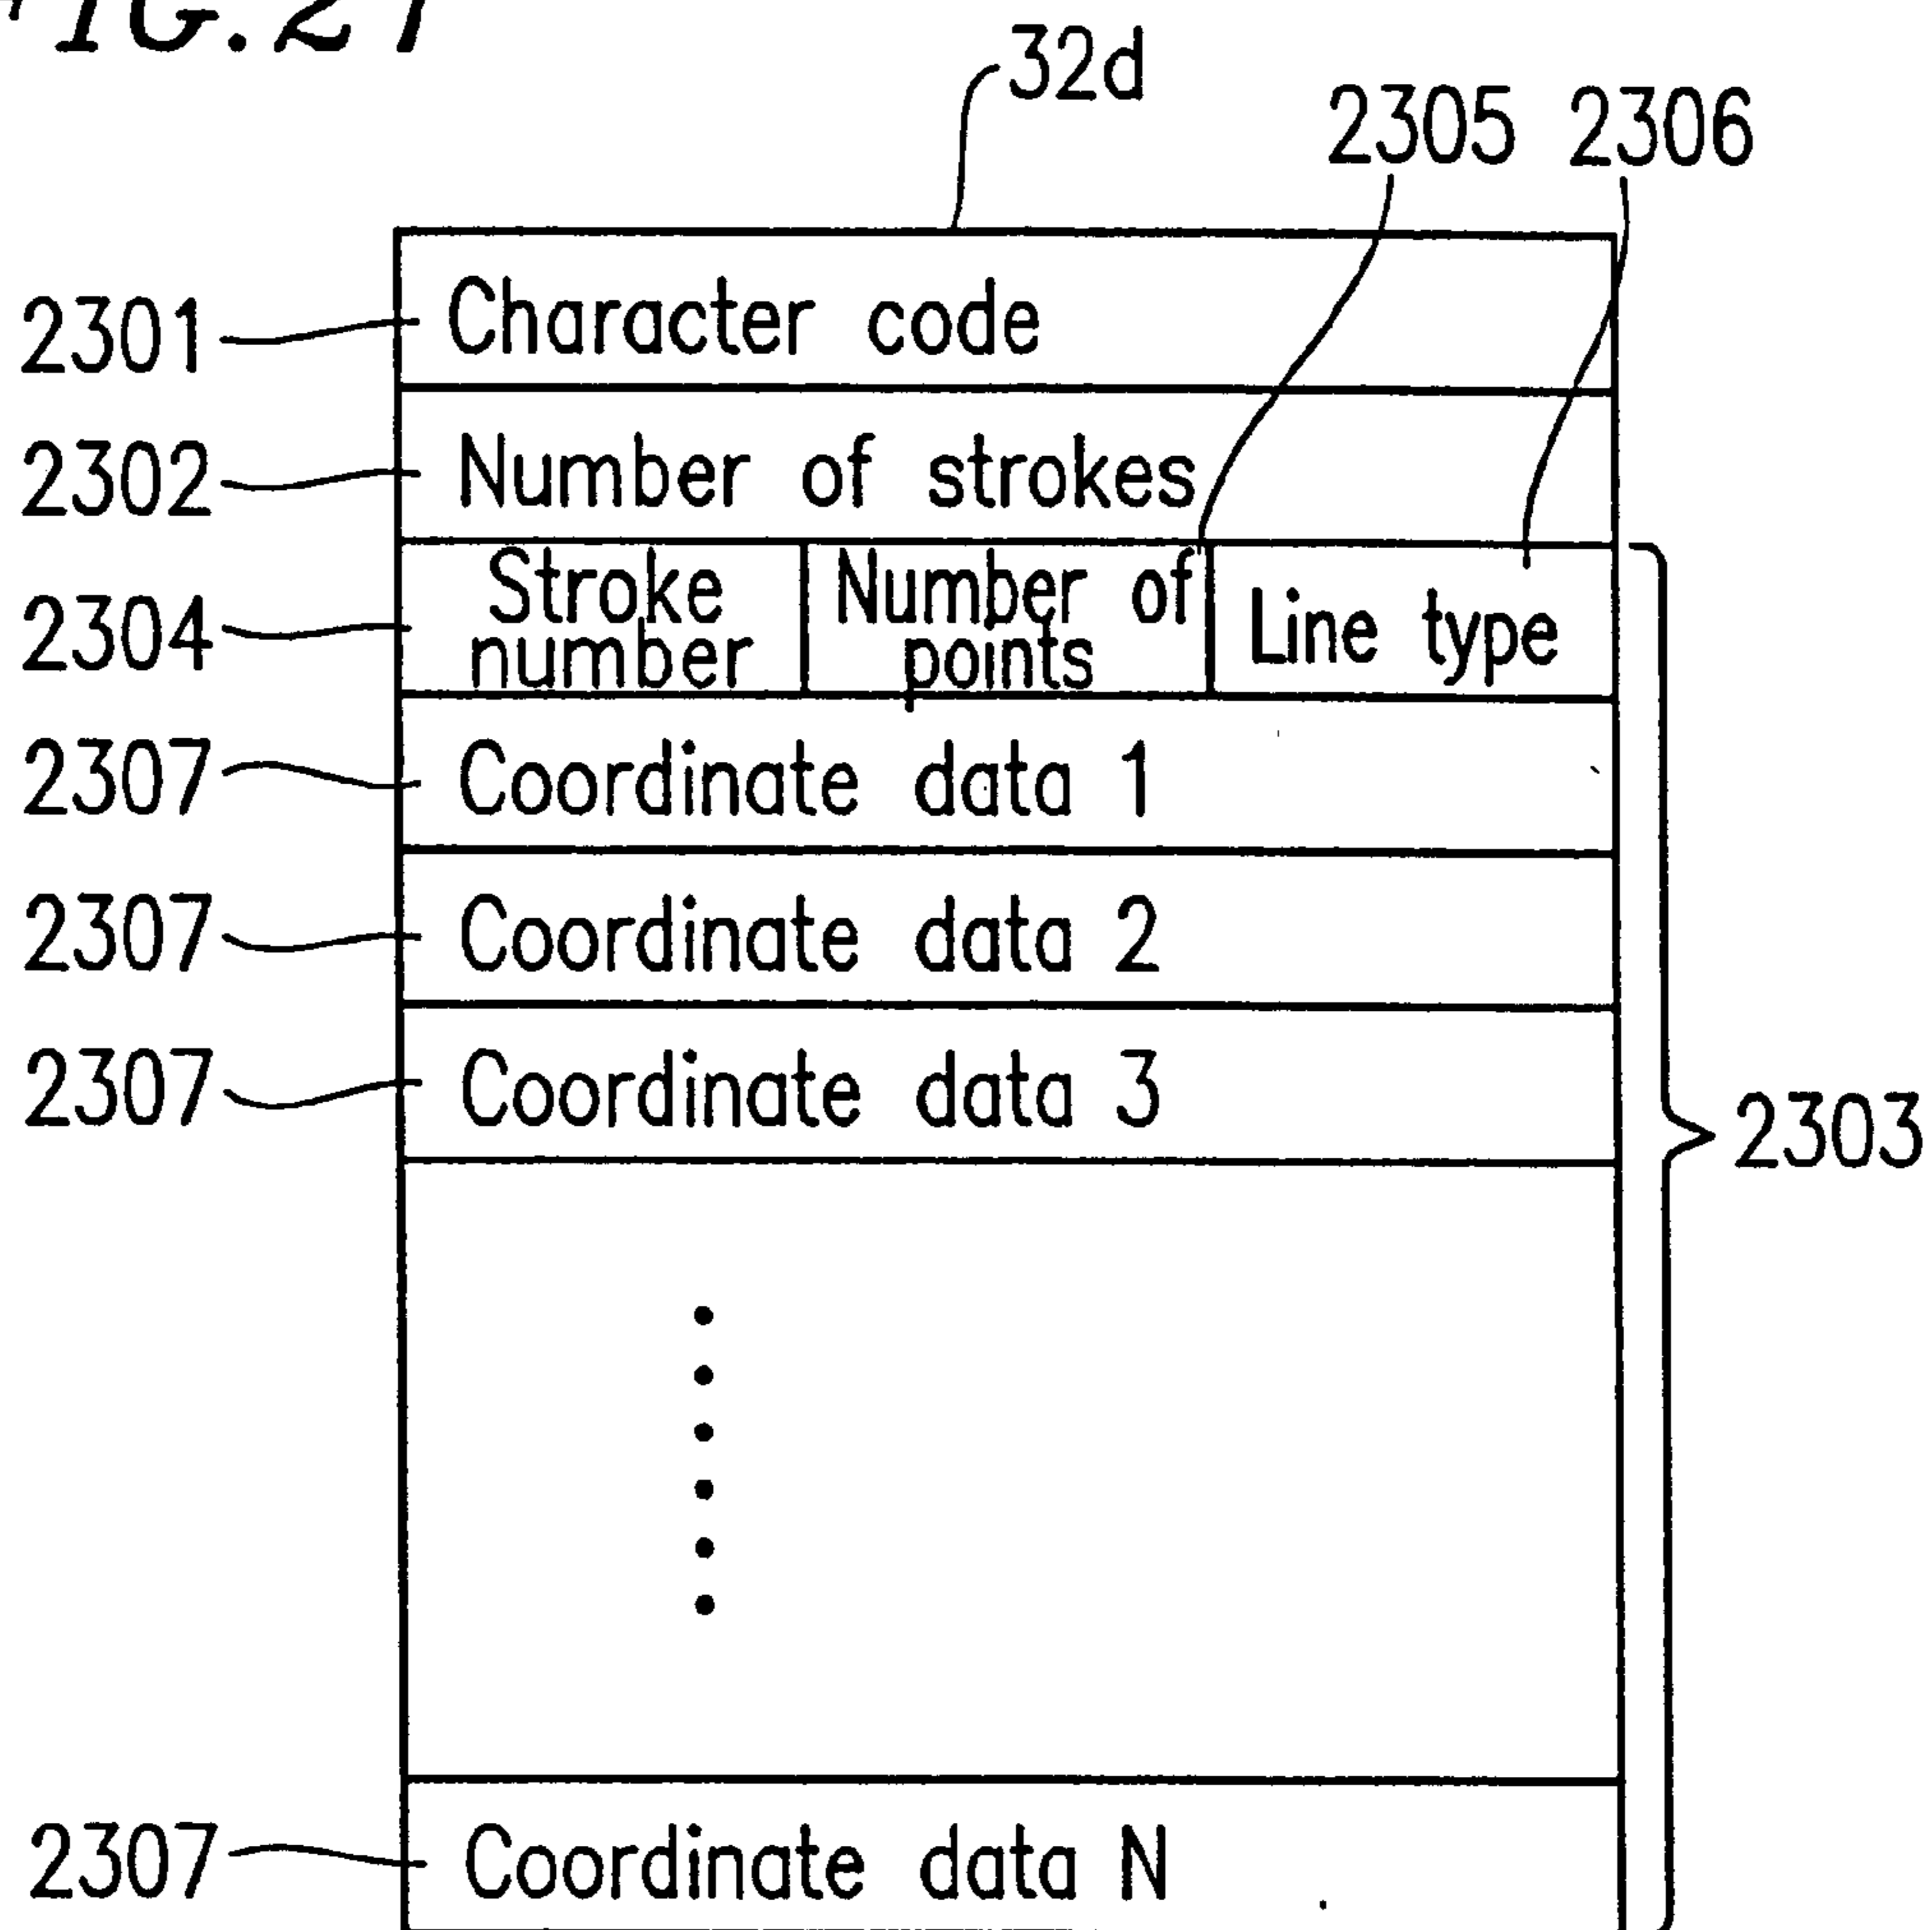 FIG. 21
32d
2305 2306
2301 Character code
2302 Number of strokes
2304 Stroke number Number of points Line type
2307 Coordinate data 1
2307 Coordinate data 2
2307 Coordinate data 3
2303
2307 Coordinate data N